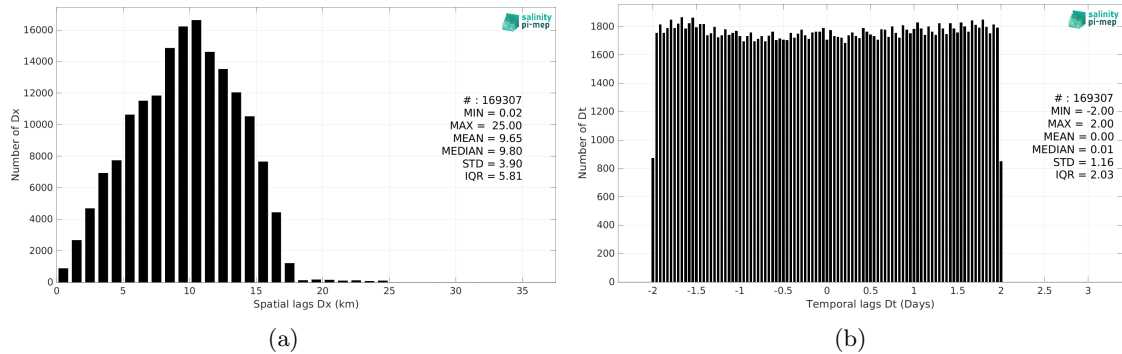 16000
14000
12000
10000
8000
6000
4000
2000
0
Number of Dx
salinity
pi-mep
# : 169307
MIN = 0.02
MAX = 25.00
MEAN = 9.65
MEDIAN = 9.80
STD = 3.90
IQR = 5.81
0 5 10 15 20 25 30 35
Spatial lags Dx (km)
(a)
1800
1600
1400
1200
1000
800
600
400
200
0
Number of Dt
salinity
pi-mep
# : 169307
MIN = -2.00
MAX = 2.00
MEAN = 0.00
MEDIAN = 0.01
STD = 1.16
IQR = 2.03
-2 -1.5 -1 -0.5 0 0.5 1 1.5 2 2.5 3
Temporal lags Dt (Days)
(b)